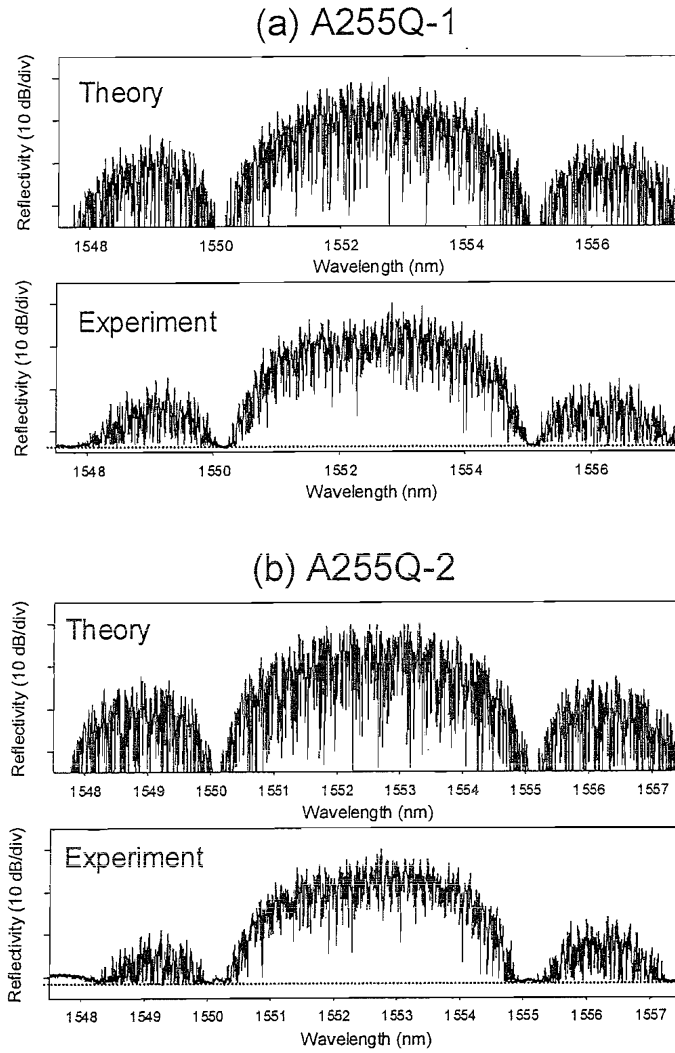 (a) A255Q-1
Theory
Reflectivity (10 dB/div)
1548 1550 1552 1554 1556
Wavelength (nm)
Experiment
Reflectivity (10 dB/div)
1548 1550 1552 1554 1556
Wavelength (nm)
(b) A255Q-2
Theory
Reflectivity (10 dB/div)
1548 1549 1550 1551 1552 1553 1554 1555 1556 1557
Wavelength (nm)
Experiment
Reflectivity (10 dB/div)
1548 1549 1550 1551 1552 1553 1554 1555 1556 1557
Wavelength (nm)